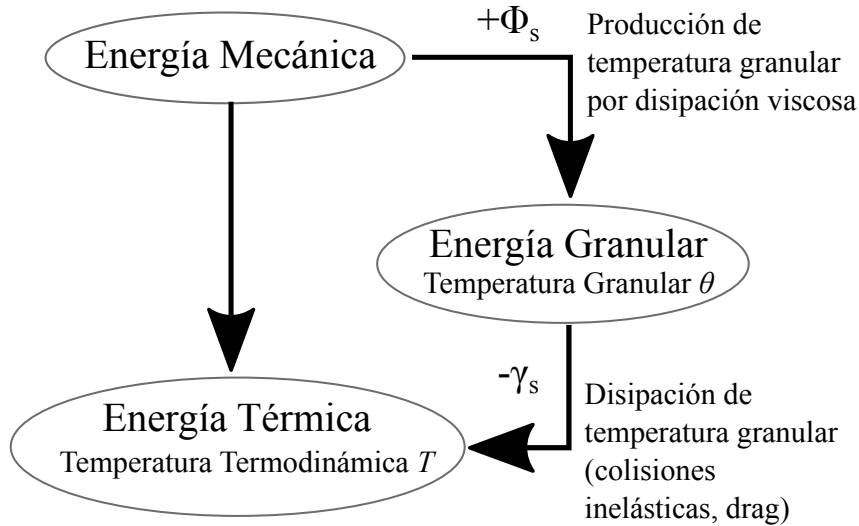 Energía Mecánica
+Φs
Producción de
temperatura granular
por disipación viscosa
Energía Granular
Temperatura Granular θ
-γs
Disipación de
temperatura granular
(colisiones
inelásticas, drag)
Energía Térmica
Temperatura Termodinámica T